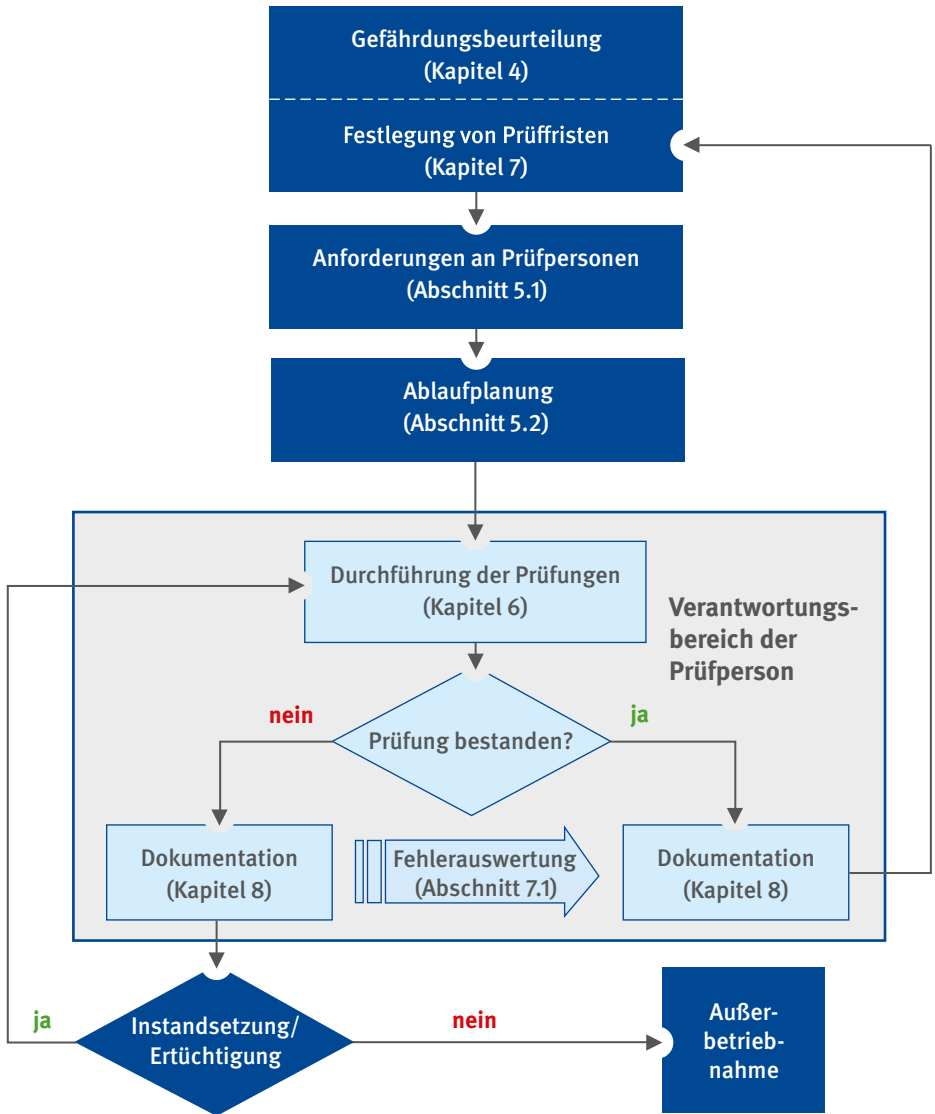 Gefährdungsbeurteilung
(Kapitel 4)
Festlegung von Prüffristen
(Kapitel 7)
Anforderungen an Prüfpersonen
(Abschnitt 5.1)
Ablaufplanung
(Abschnitt 5.2)
Durchführung der Prüfungen
(Kapitel 6)
Verantwortungs-
bereich der
Prüfperson
nein
ja
Prüfung bestanden?
Dokumentation
(Kapitel 8)
Fehlerauswertung
(Abschnitt 7.1)
Dokumentation
(Kapitel 8)
ja
Instandsetzung/
Ertüchtigung
nein
Außer-
betrieb-
nahme